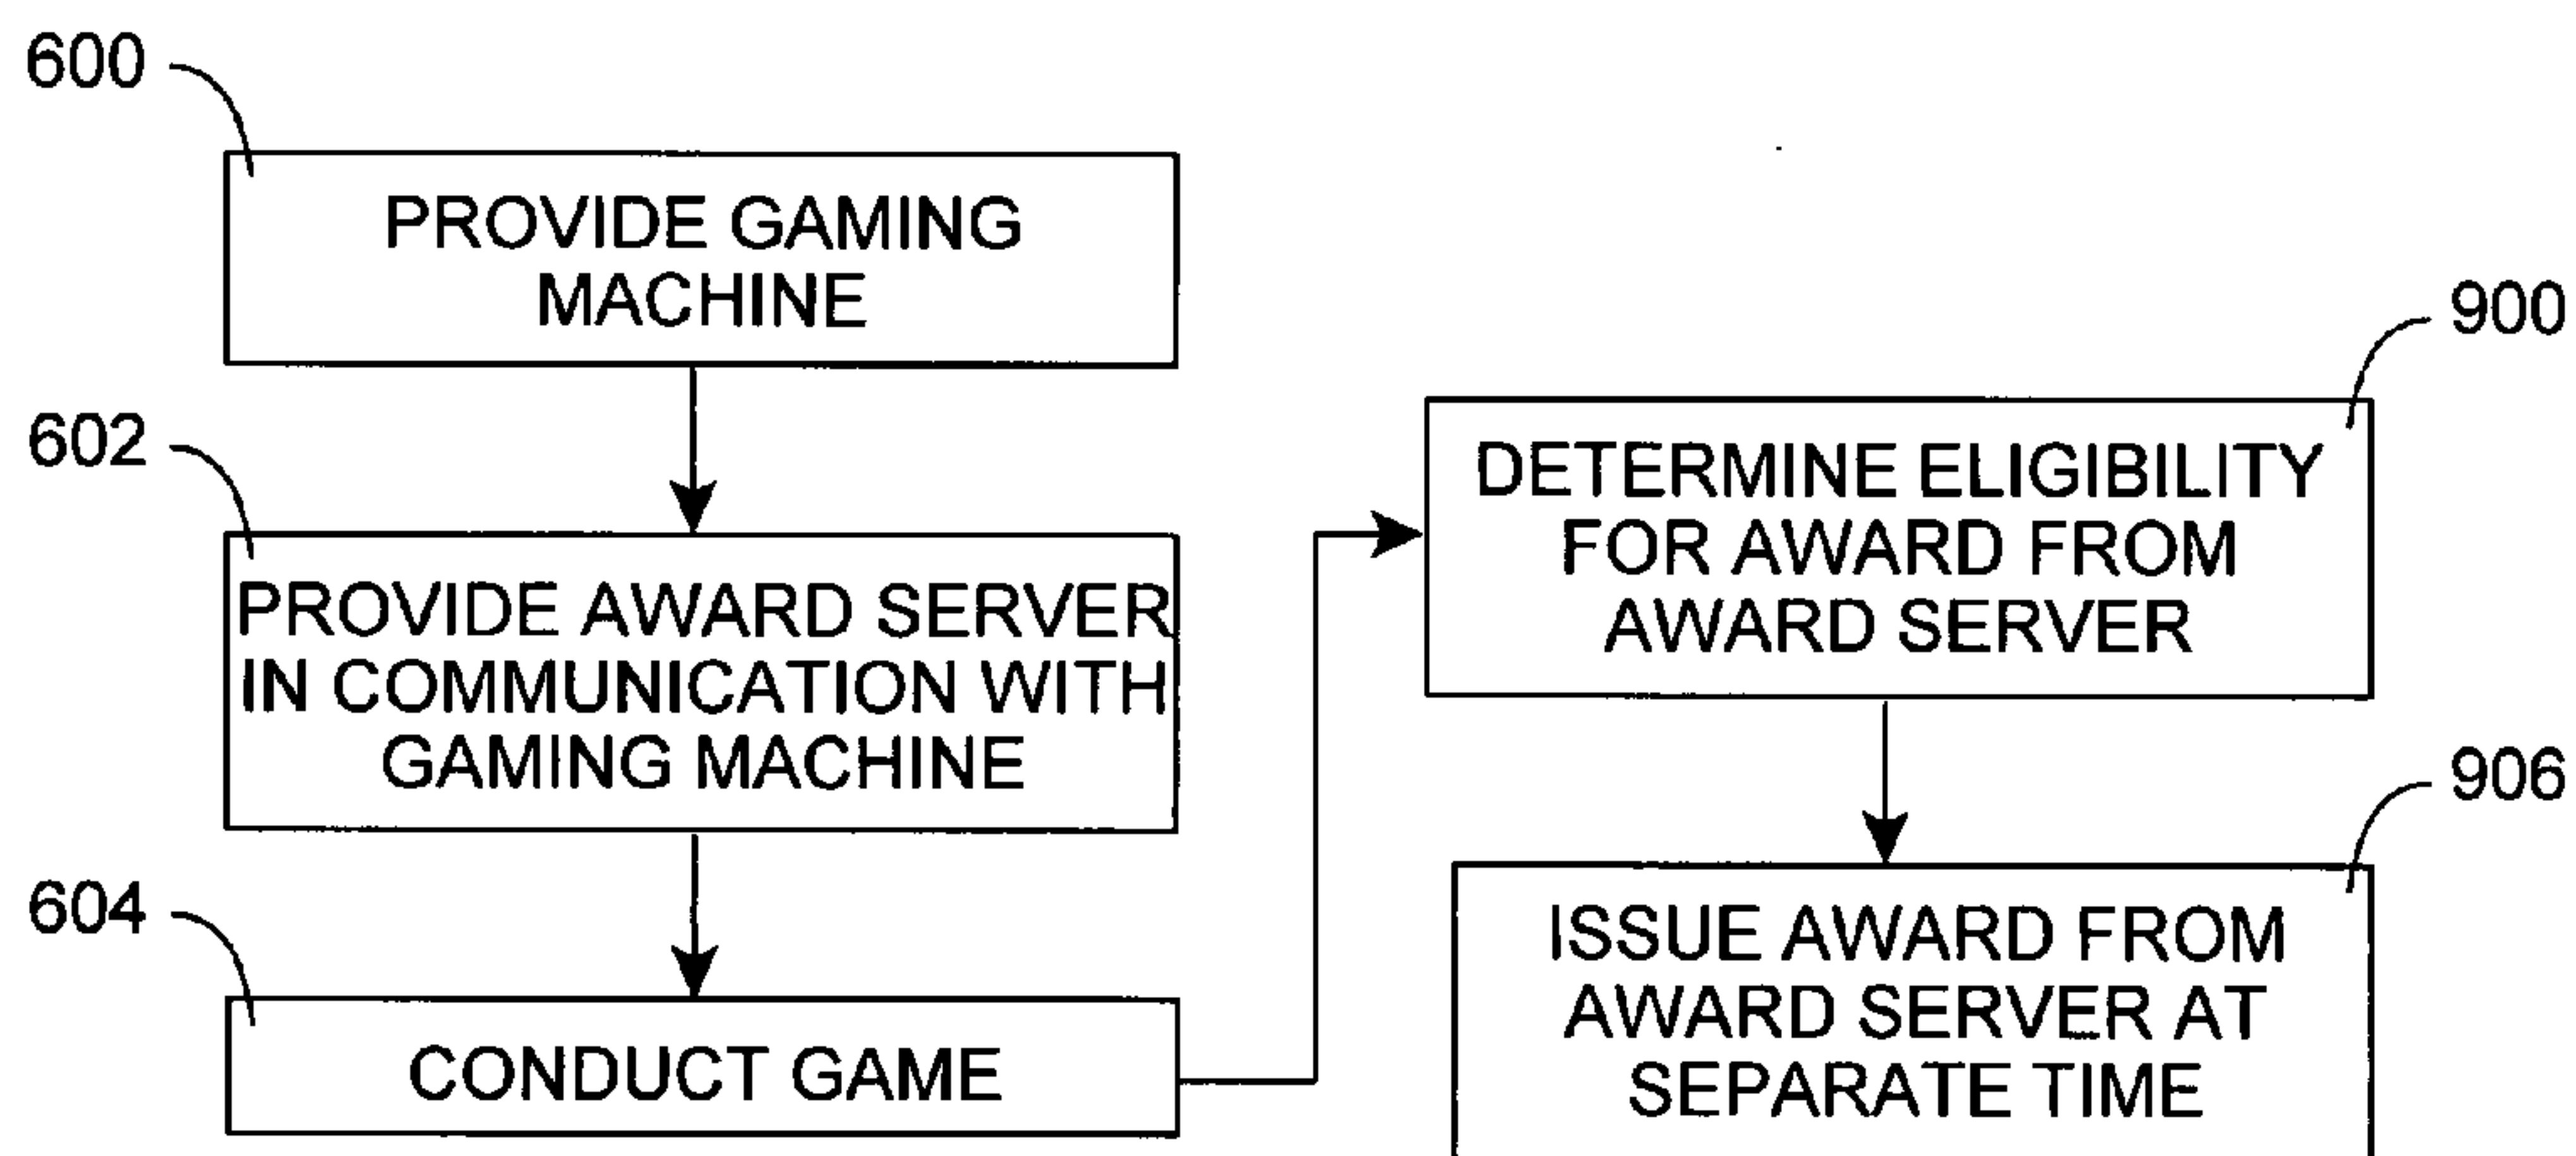 600
PROVIDE GAMING
MACHINE
602
PROVIDE AWARD SERVER
IN COMMUNICATION WITH
GAMING MACHINE
604
CONDUCT GAME
900
DETERMINE ELIGIBILITY
FOR AWARD FROM
AWARD SERVER
906
ISSUE AWARD FROM
AWARD SERVER AT
SEPARATE TIME